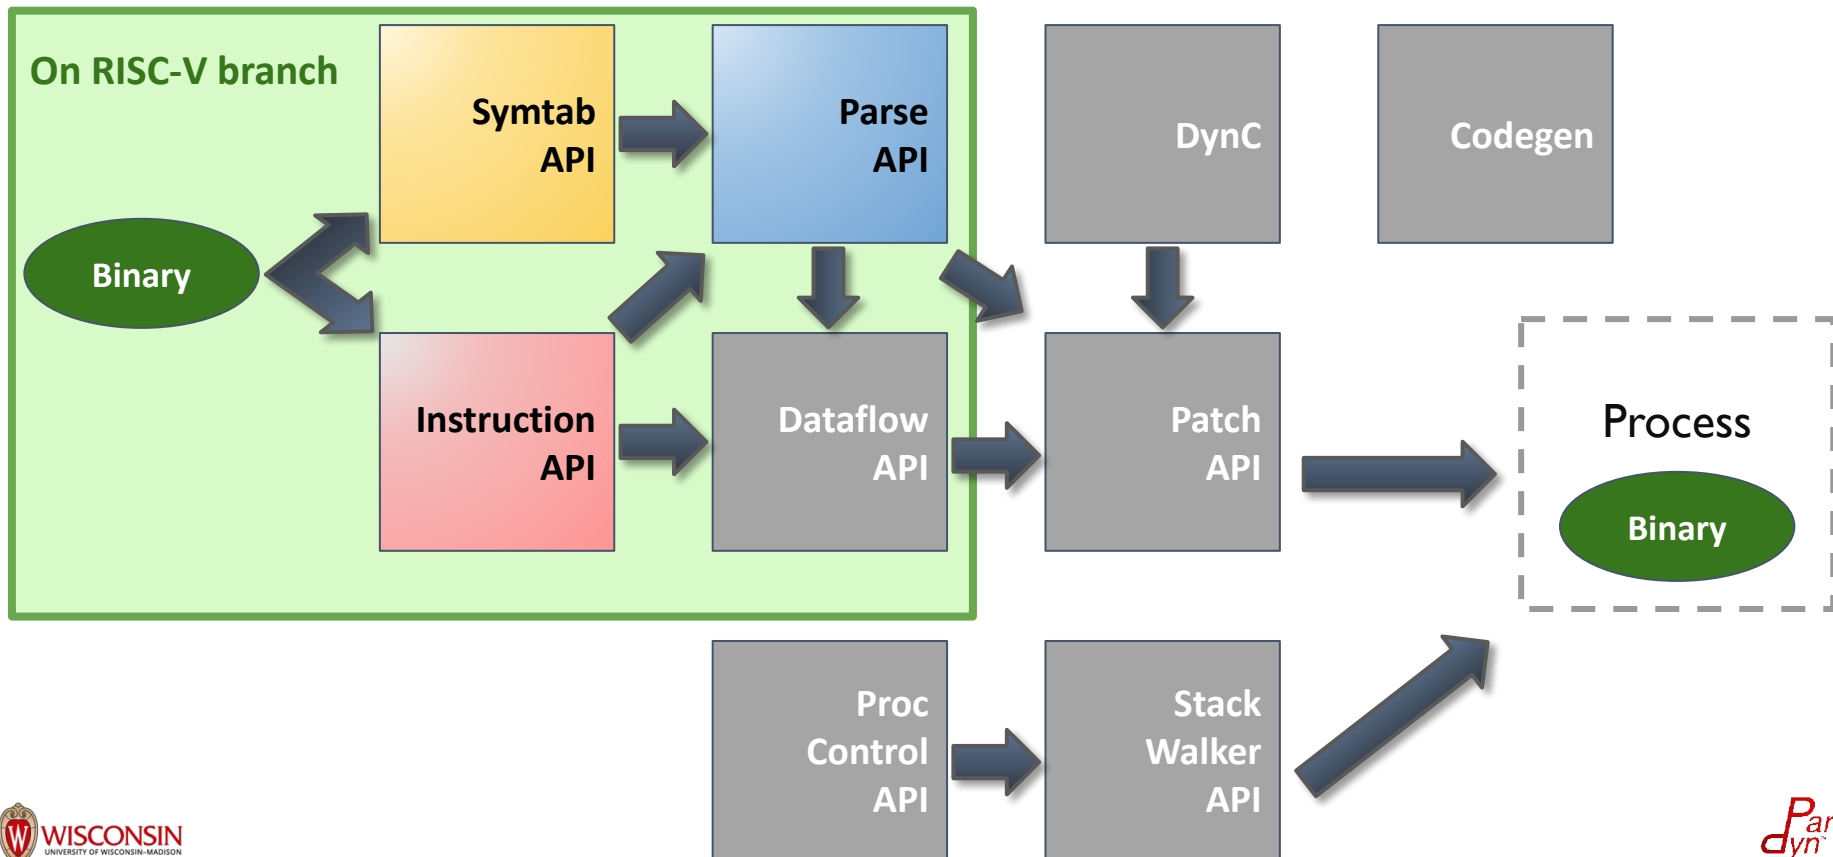 On RISC-V branch
Symtab
API
Parse
API
DynC
Codegen
Binary
Instruction
API
Dataflow
API
Patch
API
Process
Binary
Proc
Control
API
Stack
Walker
API
W
WISCONSIN
UNIVERSITY OF WISCONSIN-MADISON
Par
dyn